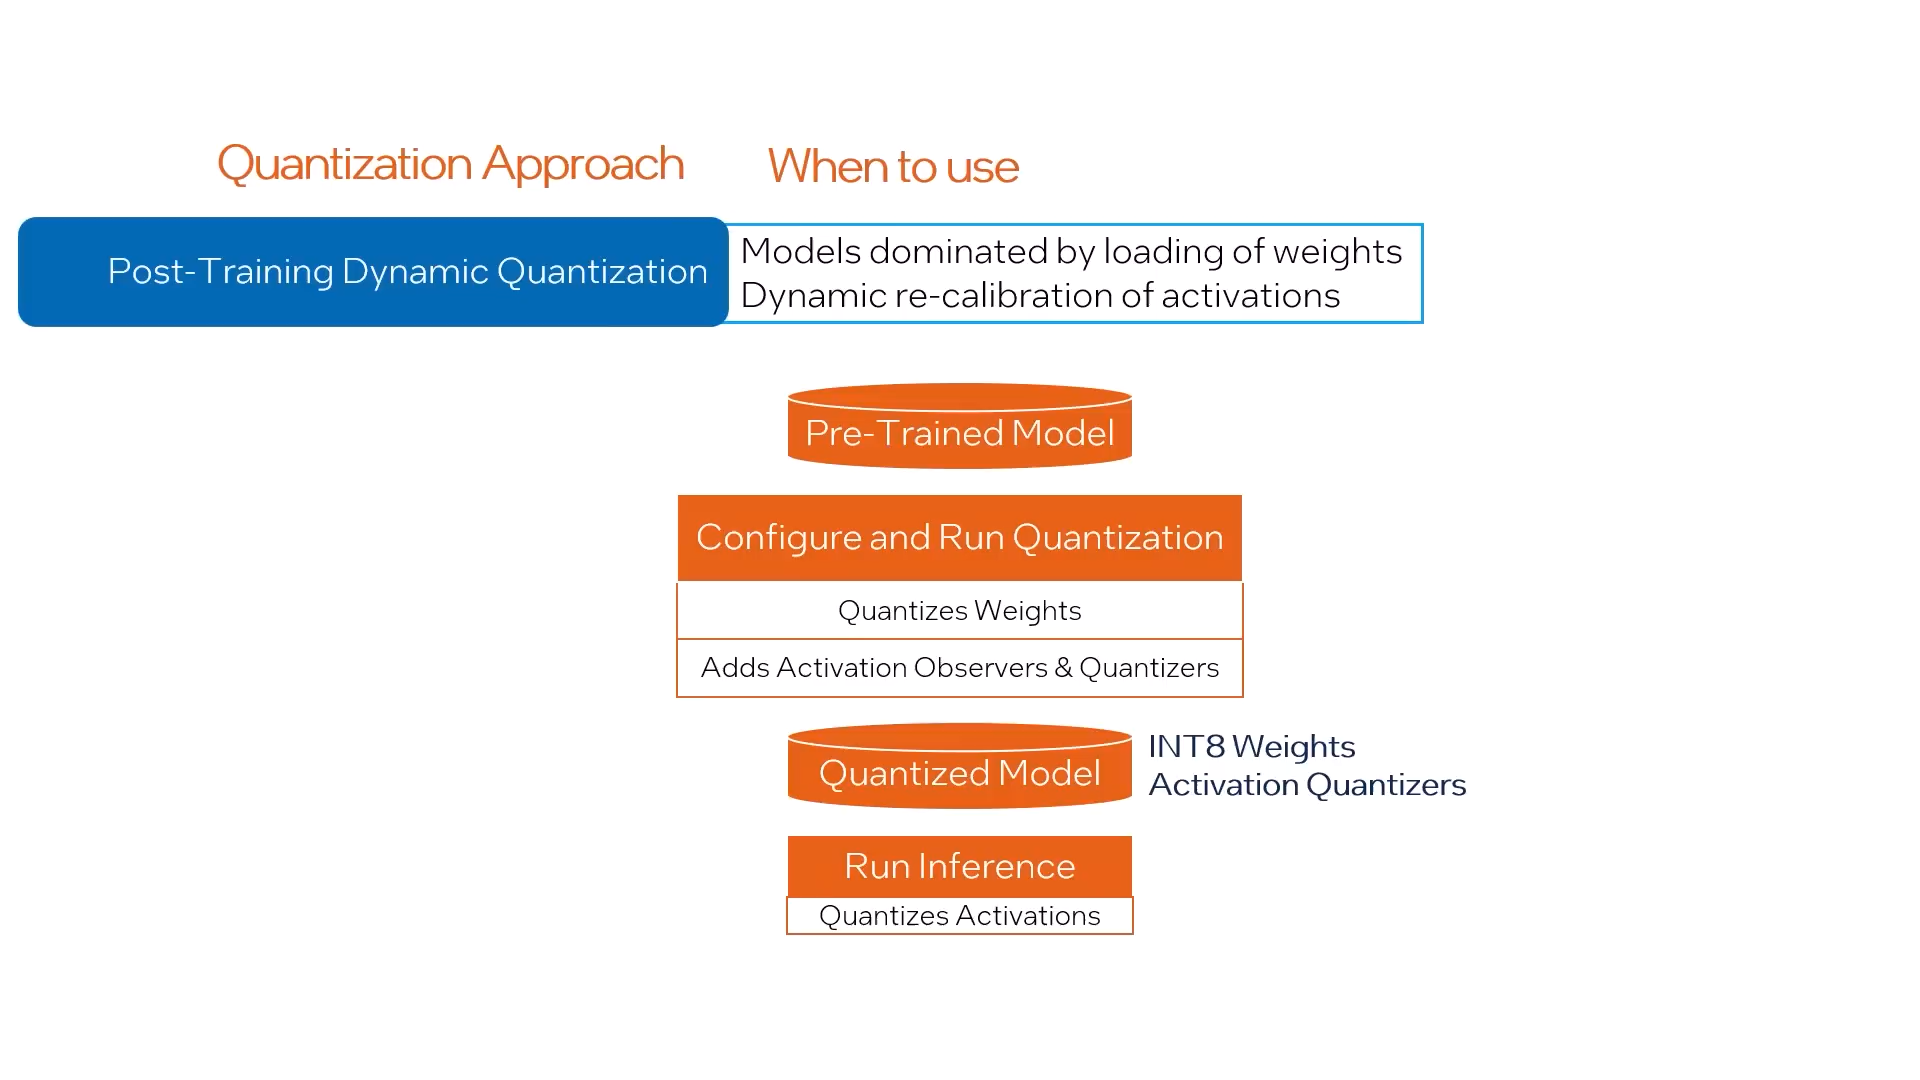 Quantization Approach
When to use
Post-Training Dynamic Quantization
Models dominated by loading of weights
Dynamic re-calibration of activations
Pre-Trained Model
Configure and Run Quantization
Quantizes Weights
Adds Activation Observers & Quantizers
Quantized Model
INT8 Weights
Activation Quantizers
Run Inference
Quantizes Activations